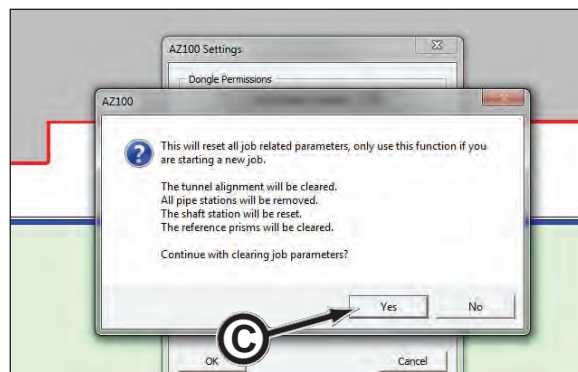 AZ100 Settings
Dongle Permissions
AZ100
This will reset all job related parameters, only use this function if you
are starting a new job.
The tunnel alignment will be cleared.
All pipe stations will be removed.
The shaft station will be reset.
The reference prisms will be cleared.
Continue with clearing job parameters?
Yes
No
C
OK
Cancel